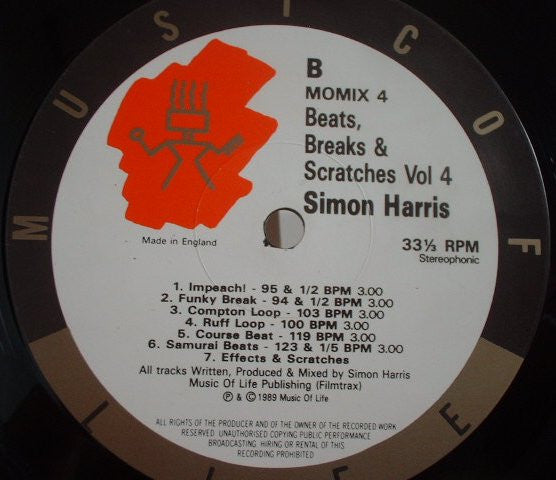 MUSIC OF LIFE
B
MOMIX 4
Beats,
Breaks &
Scratches Vol 4
Simon Harris
Made in England
33⅓ RPM
Stereophonic
1. Impeach! - 95 & 1/2 BPM 3.00
2. Funky Break - 94 & 1/2 BPM 3.00
3. Compton Loop - 103 BPM 3.00
4. Ruff Loop - 100 BPM 3.00
5. Course Beat - 119 BPM 3.00
6. Samurai Beats - 123 & 1/5 BPM 3.00
7. Effects & Scratches
All tracks Written, Produced & Mixed by Simon Harris
Music Of Life Publishing (Filmtrax)
℗ & © 1989 Music Of Life
ALL RIGHTS OF THE PRODUCER AND OF THE OWNER OF THE RECORDED WORK
RESERVED UNAUTHORISED COPYING PUBLIC PERFORMANCE
BROADCASTING. HIRING OR RENTAL OF THIS
RECORDING PROHIBITED